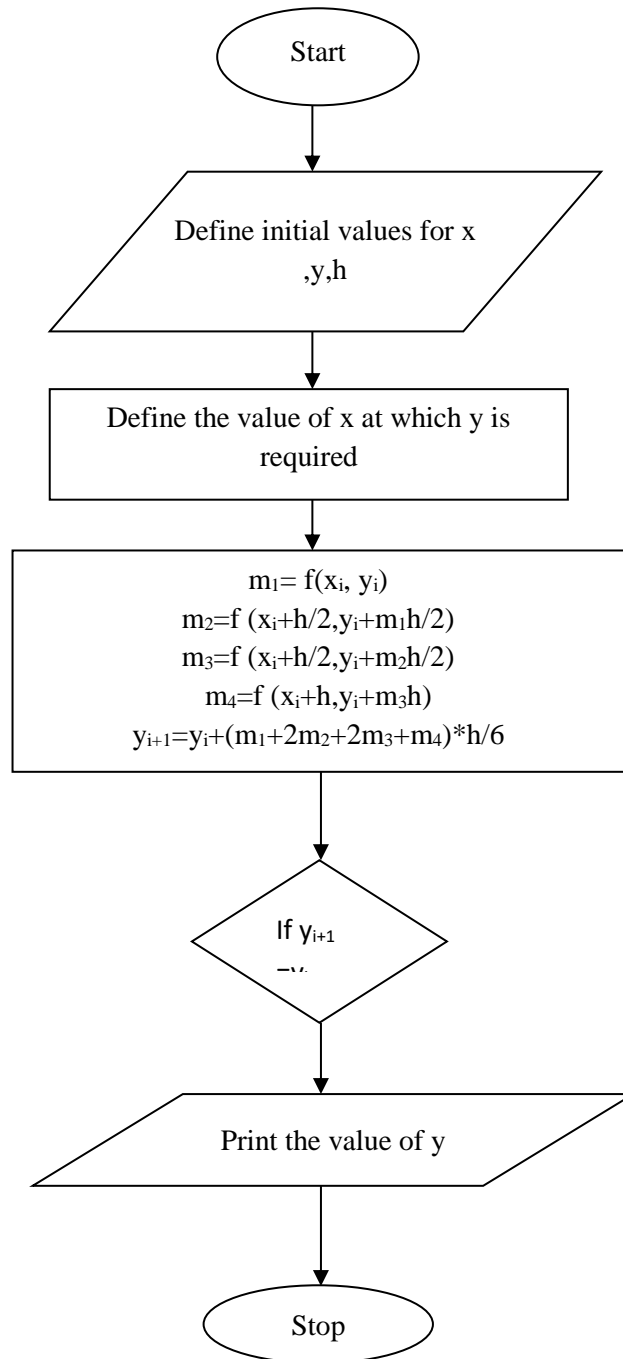 Start
Define initial values for x
,y,h
Define the value of x at which y is
required
m₁= f(xᵢ, yᵢ)
m₂=f (xᵢ+h/2,yᵢ+m₁h/2)
m₃=f (xᵢ+h/2,yᵢ+m₂h/2)
m₄=f (xᵢ+h,yᵢ+m₃h)
yᵢ₊₁=yᵢ+(m₁+2m₂+2m₃+m₄)*h/6
If yᵢ₊₁
Print the value of y
Stop